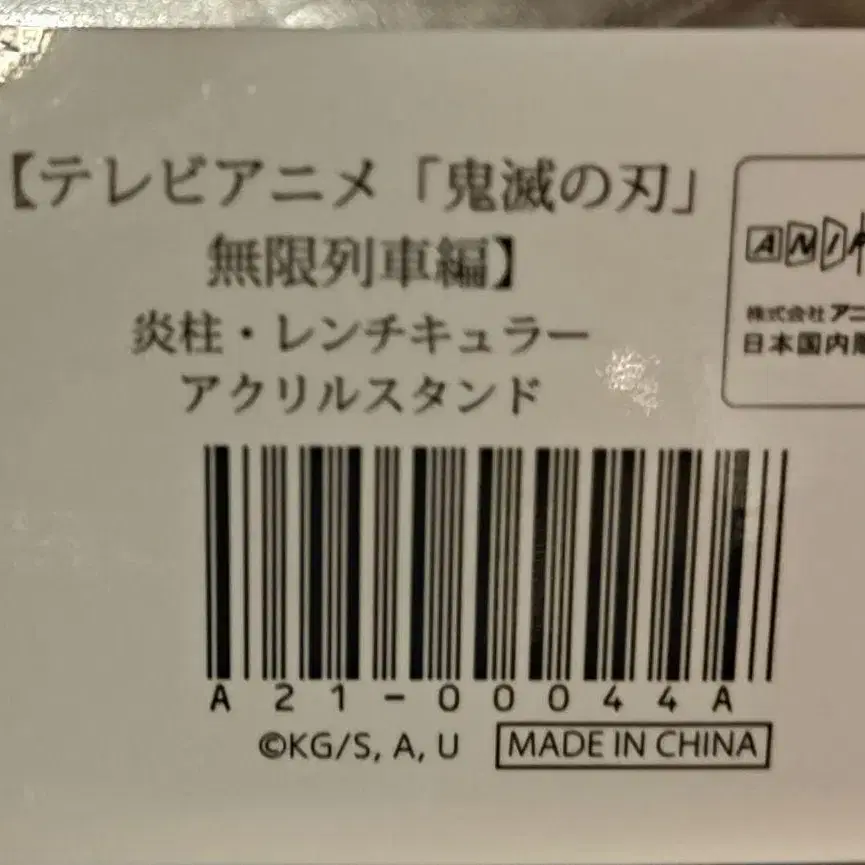 【テレビアニメ「鬼滅の刃」
無限列車編】
炎柱・レンチキュラー
アクリルスタンド
A21-00044A
©KG/S, A, U
MADE IN CHINA
ANI
株式会社アニ
日本国内